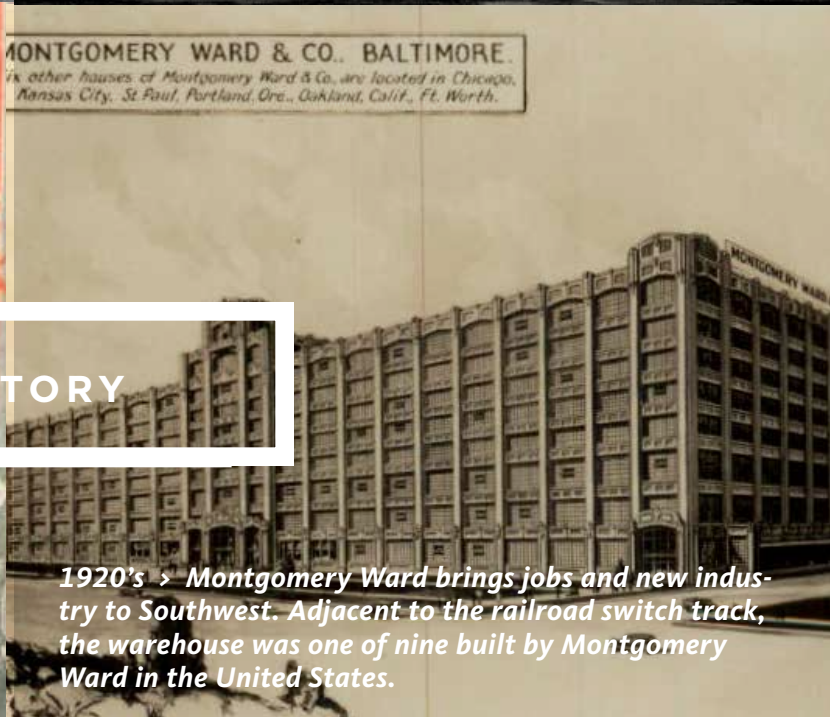 MONTGOMERY WARD & CO., BALTIMORE.
Six other houses of Montgomery Ward & Co., are located in Chicago,
Kansas City, St. Paul, Portland, Ore., Oakland, Calif., Ft. Worth.
MONTGOMERY WARD
TORY
1920's > Montgomery Ward brings jobs and new indus-
try to Southwest. Adjacent to the railroad switch track,
the warehouse was one of nine built by Montgomery
Ward in the United States.